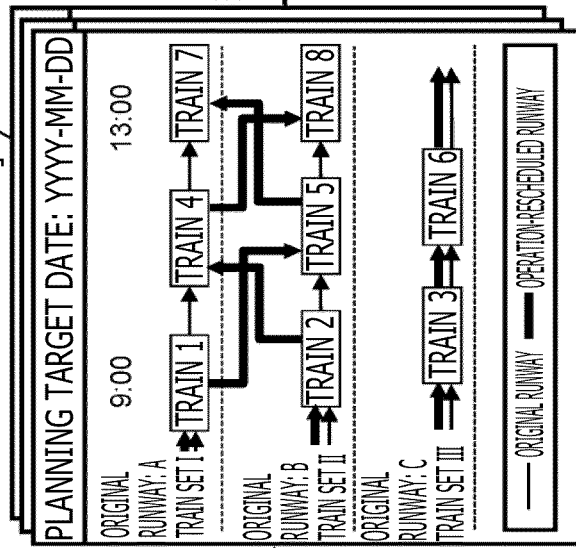 PLANNING TARGET DATE: YYYY-MM-DD
9:00
13:00
ORIGINAL
RUNWAY: A
TRAIN SET I
TRAIN 1
TRAIN 4
TRAIN 7
ORIGINAL
RUNWAY: B
TRAIN SET II
TRAIN 2
TRAIN 5
TRAIN 8
ORIGINAL
RUNWAY: C
TRAIN SET III
TRAIN 3
TRAIN 6
ORIGINAL RUNWAY
OPERATION-RESCHEDULED RUNWAY